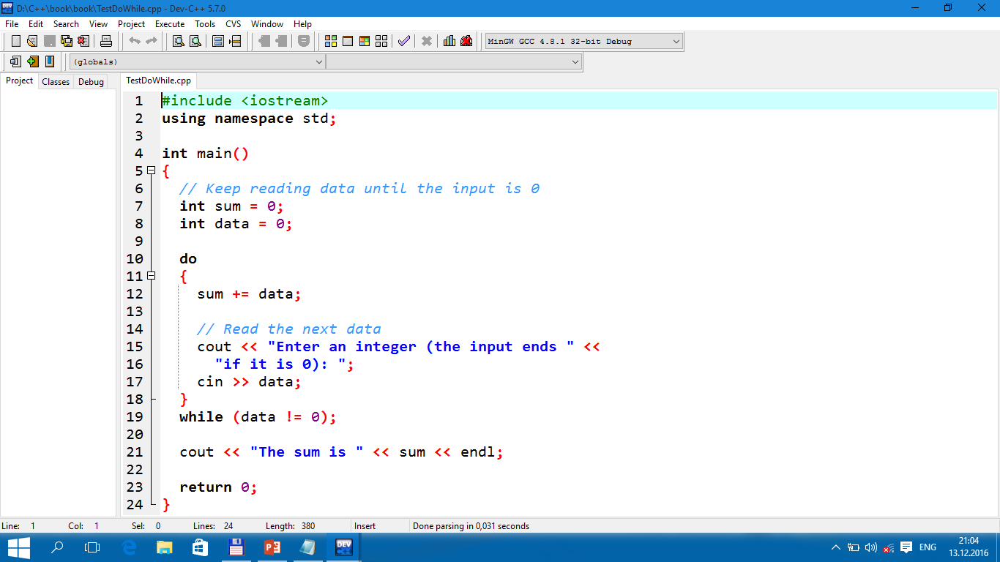 D:\C++\book\book\TestDoWhile.cpp - Dev-C++ 5.7.0
File Edit Search View Project Execute Tools CVS Window Help
MinGW GCC 4.8.1 32-bit Debug
(globals)
Project Classes Debug
TestDoWhile.cpp
1 #include <iostream>
2 using namespace std;
3
4 int main()
5 {
6 // Keep reading data until the input is 0
7 int sum = 0;
8 int data = 0;
9
10 do
11 {
12 sum += data;
13
14 // Read the next data
15 cout << "Enter an integer (the input ends " <<
16 "if it is 0): ";
17 cin >> data;
18 }
19 while (data != 0);
20
21 cout << "The sum is " << sum << endl;
22
23 return 0;
24 }
Line: 1 Col: 1 Sel: 0 Lines: 24 Length: 380 Insert Done parsing in 0,031 seconds
DEV C++
ENG
21:04
13.12.2016